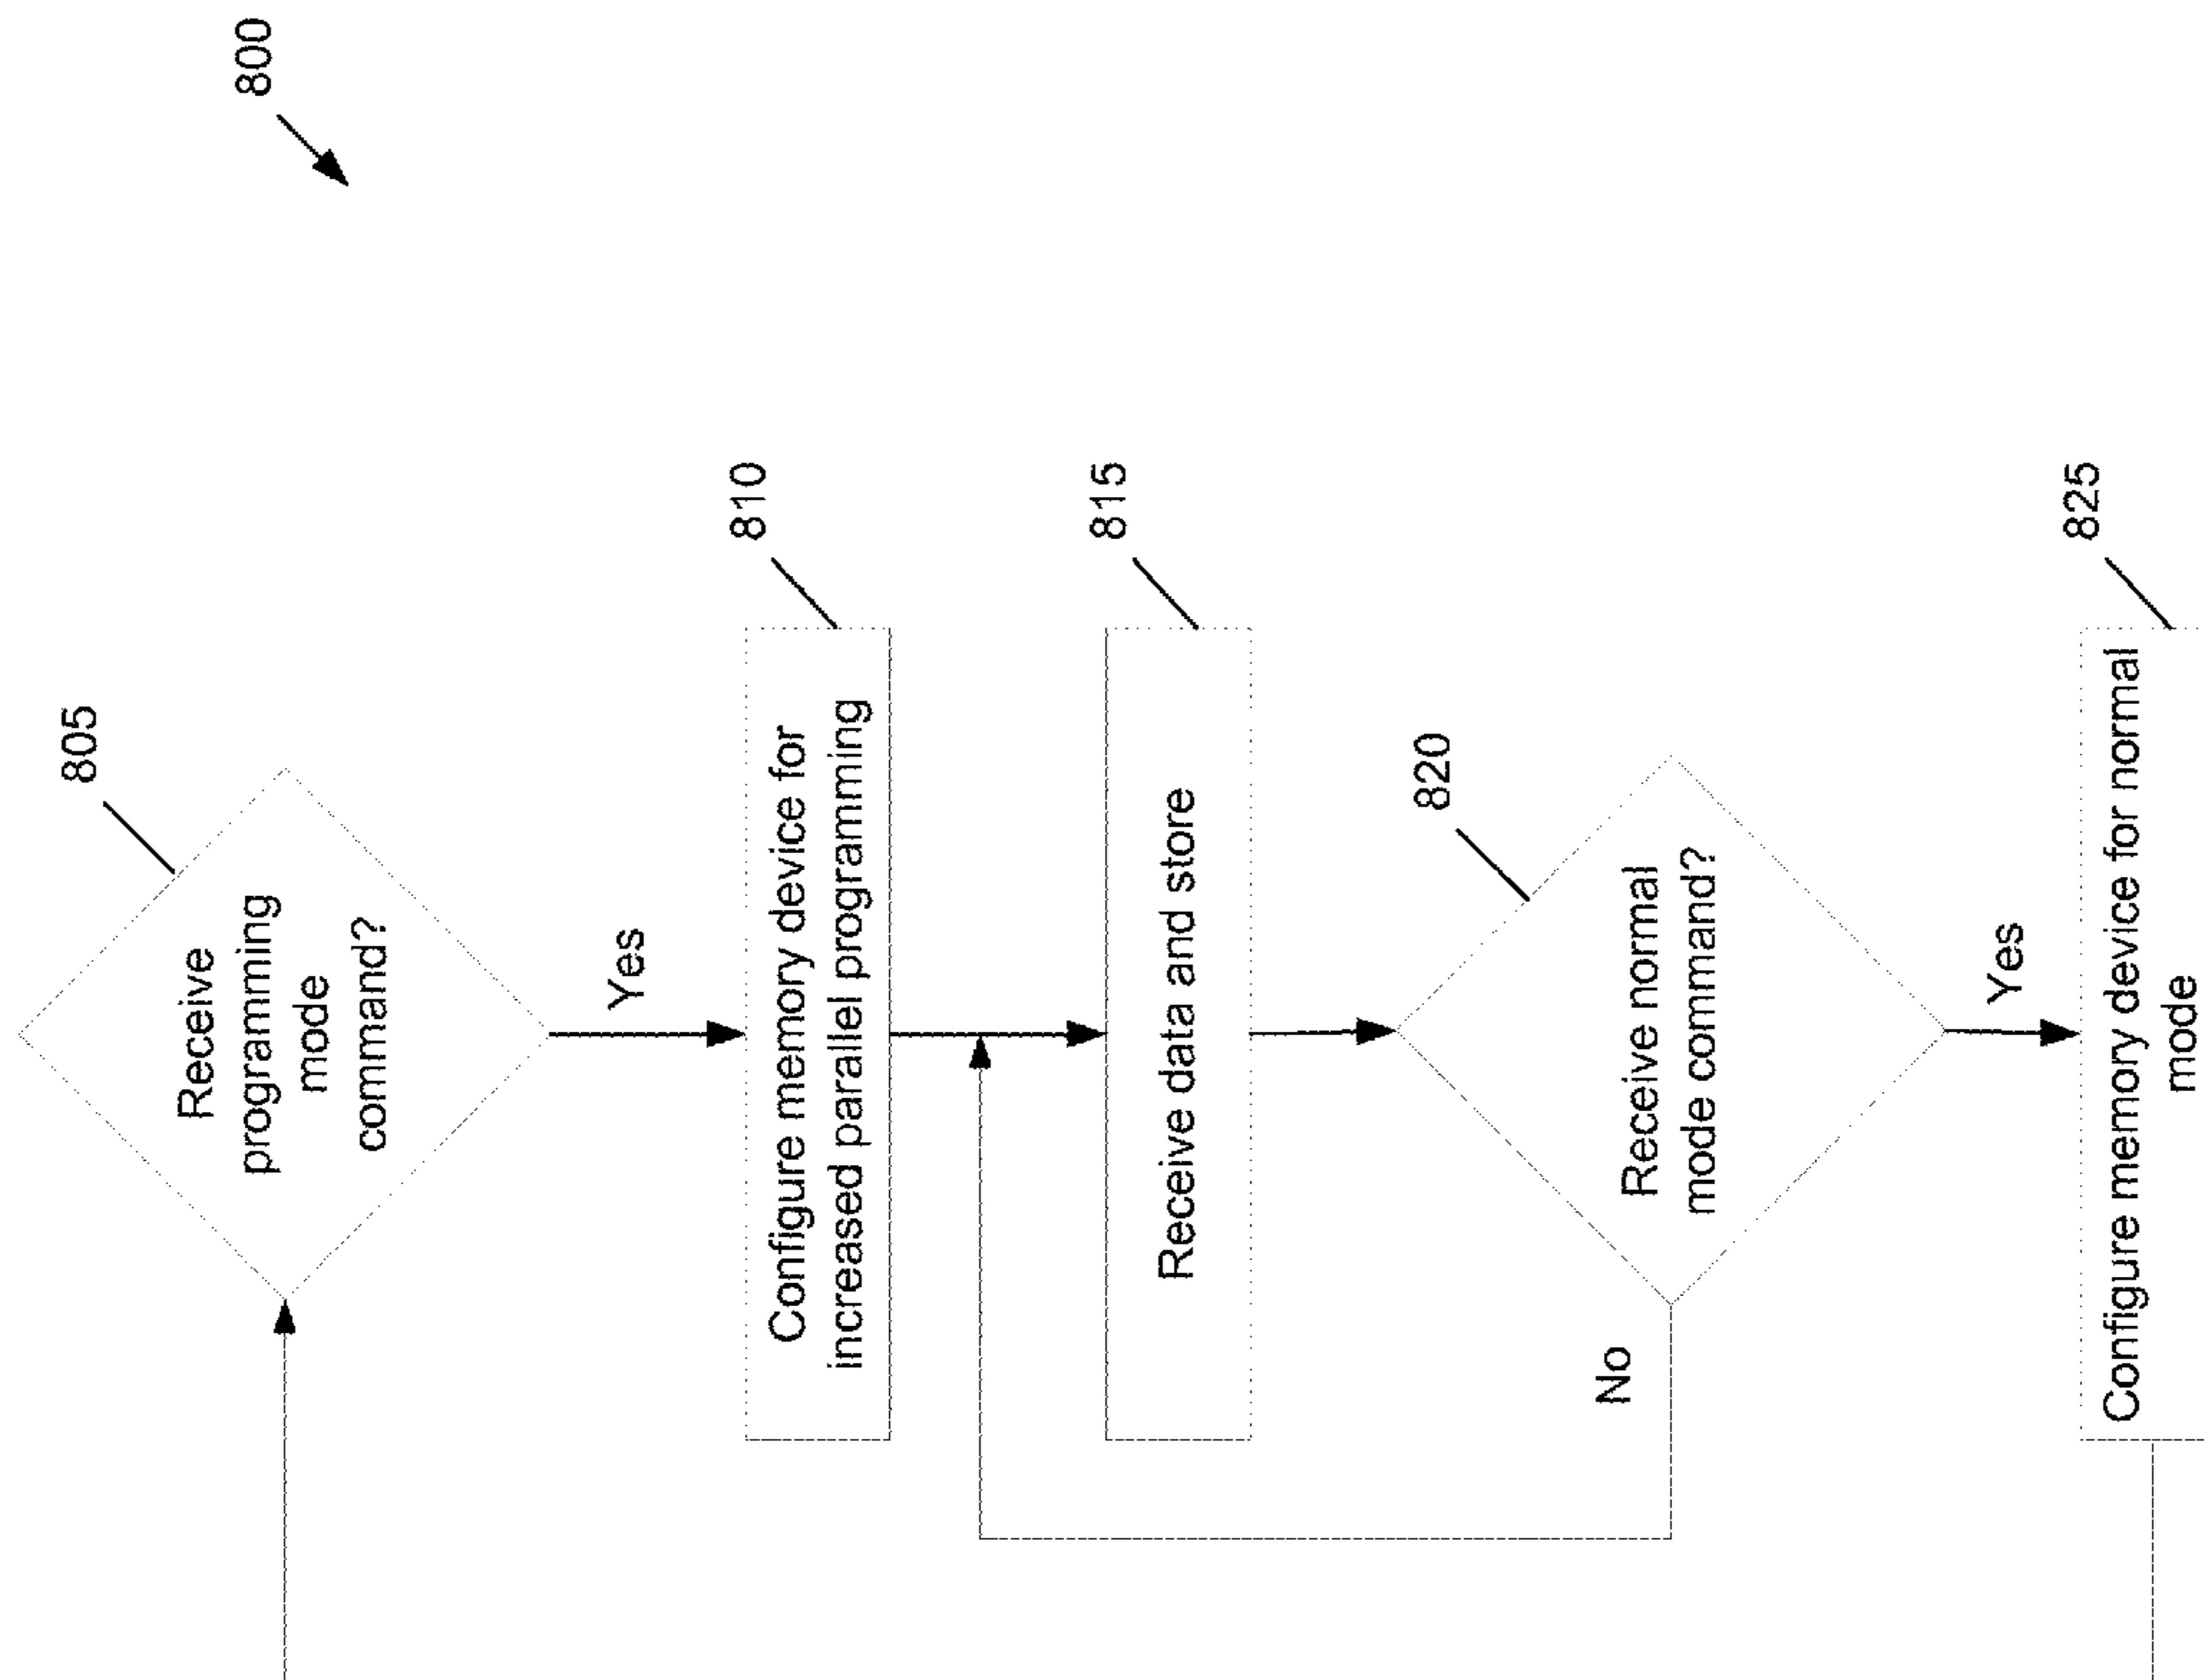 800
805
Receive
programming
mode
command?
Yes
810
Configure memory device for
increased parallel programming
815
Receive data and store
820
Receive normal
mode command?
No
Yes
825
Configure memory device for normal
mode